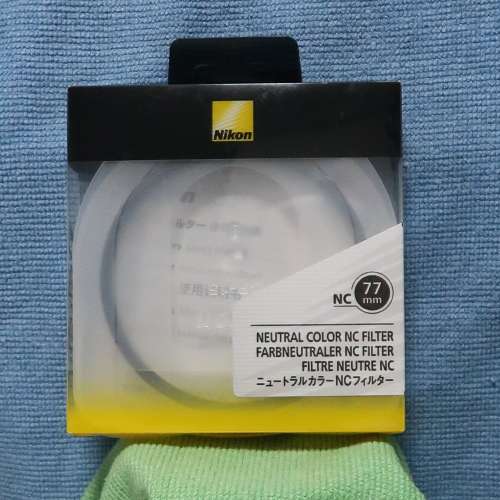 Nikon
NC 77 mm
NEUTRAL COLOR NC FILTER
FARBNEUTRALER NC FILTER
FILTRE NEUTRE NC
ニュートラルカラーNCフィルター